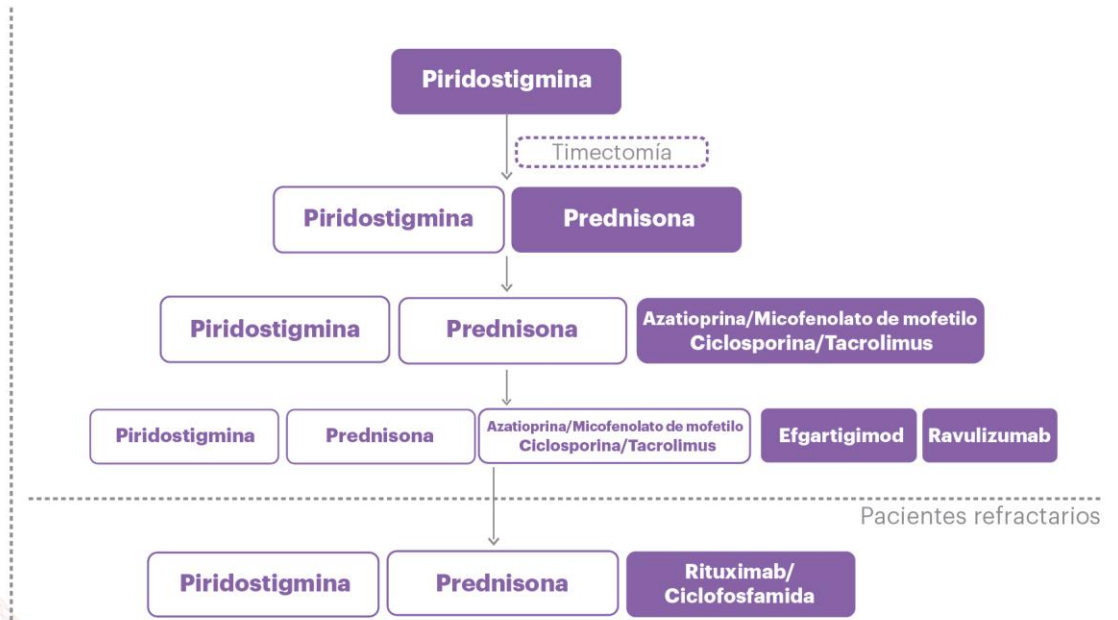 Piridostigmina
Timectomía
Piridostigmina
Prednisona
Piridostigmina
Prednisona
Azatioprina/Micofenolato de mofetilo
Ciclosporina/Tacrolimus
Piridostigmina
Prednisona
Azatioprina/Micofenolato de mofetilo
Ciclosporina/Tacrolimus
Efgartigimod
Ravulizumab
Pacientes refractarios
Piridostigmina
Prednisona
Rituximab/
Ciclofosfamida